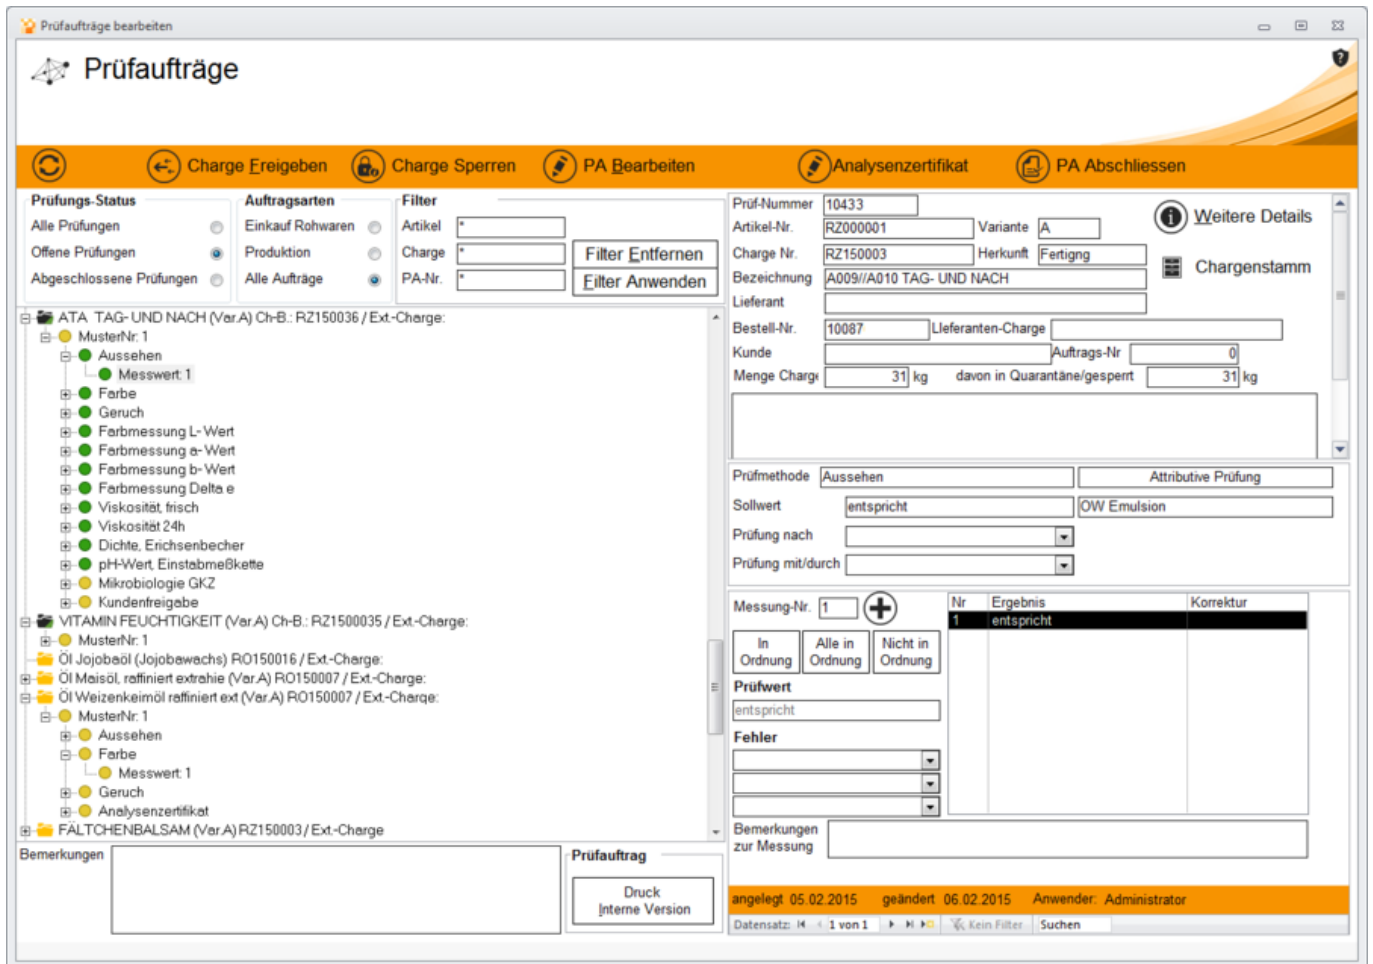 Prüfaufträge bearbeiten
Prüfaufträge
Charge Freigeben
Charge Sperren
PA Bearbeiten
Analysenzertifikat
PA Abschliessen
Prüfungs-Status
Alle Prüfungen
Offene Prüfungen
Abgeschlossene Prüfungen
Auftragsarten
Einkauf Rohwaren
Produktion
Alle Aufträge
Filter
Artikel *
Charge *
PA-Nr. *
Filter Entfernen
Filter Anwenden
ATA TAG- UND NACH (Var.A) Ch-B.: RZ150036 / Ext.-Charge:
MusterNr: 1
Aussehen
Messwert: 1
Farbe
Geruch
Farbmessung L-Wert
Farbmessung a-Wert
Farbmessung b-Wert
Farbmessung Delta e
Viskosität, frisch
Viskosität 24h
Dichte, Erichsenbecher
pH-Wert, Einstabmeßkette
Mikrobiologie GKZ
Kundenfreigabe
VITAMIN FEUCHTIGKEIT (Var.A) Ch-B.: RZ1500035 / Ext.-Charge:
MusterNr: 1
Öl Jojobaöl (Jojobawachs) RO150016 / Ext.-Charge:
Öl Maisöl, raffiniert extrahie (Var.A) RO150007 / Ext.-Charge:
Öl Weizenkeimöl raffiniert ext (Var.A) RO150007 / Ext.-Charge:
MusterNr: 1
Aussehen
Farbe
Messwert: 1
Geruch
Analysenzertifikat
FÄLTCHENBALSAM (Var.A) RZ150003 / Ext.-Charge
Bemerkungen
Prüfauftrag
Druck
Interne Version
Prüf-Nummer 10433
Artikel-Nr. RZ000001 Variante A
Charge Nr. RZ150003 Herkunft Fertigng
Bezeichnung A009//A010 TAG- UND NACH
Lieferant
Bestell-Nr. 10087 LIeferanten-Charge
Kunde Auftrags-Nr 0
Menge Charge 31 kg davon in Quarantäne/gesperrt 31 kg
Weitere Details
Chargenstamm
Prüfmethode Aussehen Attributive Prüfung
Sollwert entspricht OW Emulsion
Prüfung nach
Prüfung mit/durch
Messung-Nr. 1
In Ordnung
Alle in Ordnung
Nicht in Ordnung
Prüfwert
entspricht
Fehler
Nr Ergebnis Korrektur
1 entspricht
Bemerkungen
zur Messung
angelegt 05.02.2015 geändert 06.02.2015 Anwender: Administrator
Datensatz: 1 von 1 Kein Filter Suchen